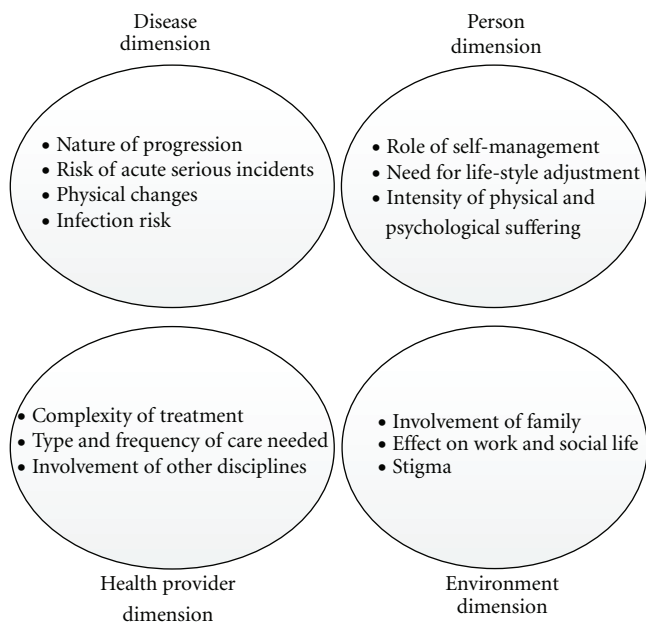 Disease
dimension
• Nature of progression
• Risk of acute serious incidents
• Physical changes
• Infection risk
Person
dimension
• Role of self-management
• Need for life-style adjustment
• Intensity of physical and
psychological suffering
• Complexity of treatment
• Type and frequency of care needed
• Involvement of other disciplines
Health provider
dimension
• Involvement of family
• Effect on work and social life
• Stigma
Environment
dimension